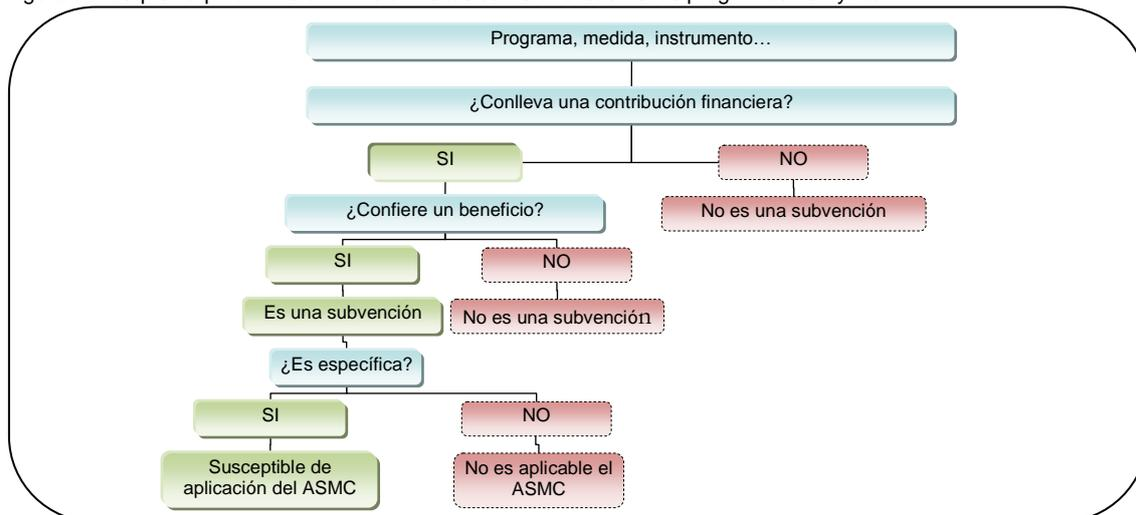 Programa, medida, instrumento…
¿Conlleva una contribución financiera?
SI
NO
No es una subvención
¿Confiere un beneficio?
SI
NO
Es una subvención
No es una subvención
¿Es específica?
SI
NO
Susceptible de
aplicación del ASMC
No es aplicable el
ASMC